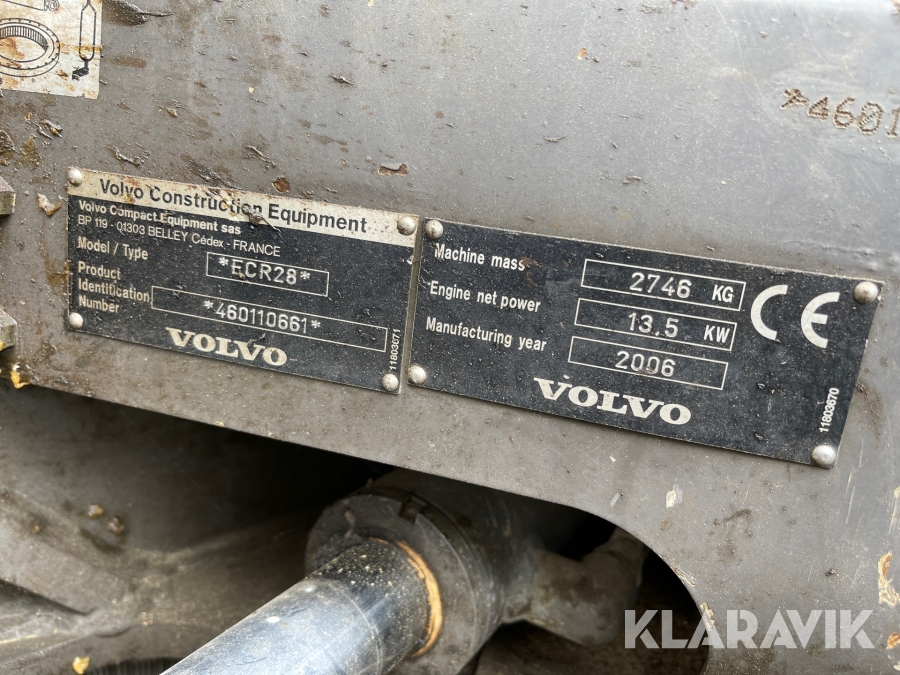 *4601
Volvo Construction Equipment
Volvo Compact Equipment sas
BP 119 - 01303 BELLEY Cédex - FRANCE
Model / Type *ECR28*
Product
Identification
Number *460110661*
VOLVO
11803671
Machine mass 2746 KG
Engine net power 13.5 KW
Manufacturing year 2006
CE
VOLVO
11803670
KLARAVIK